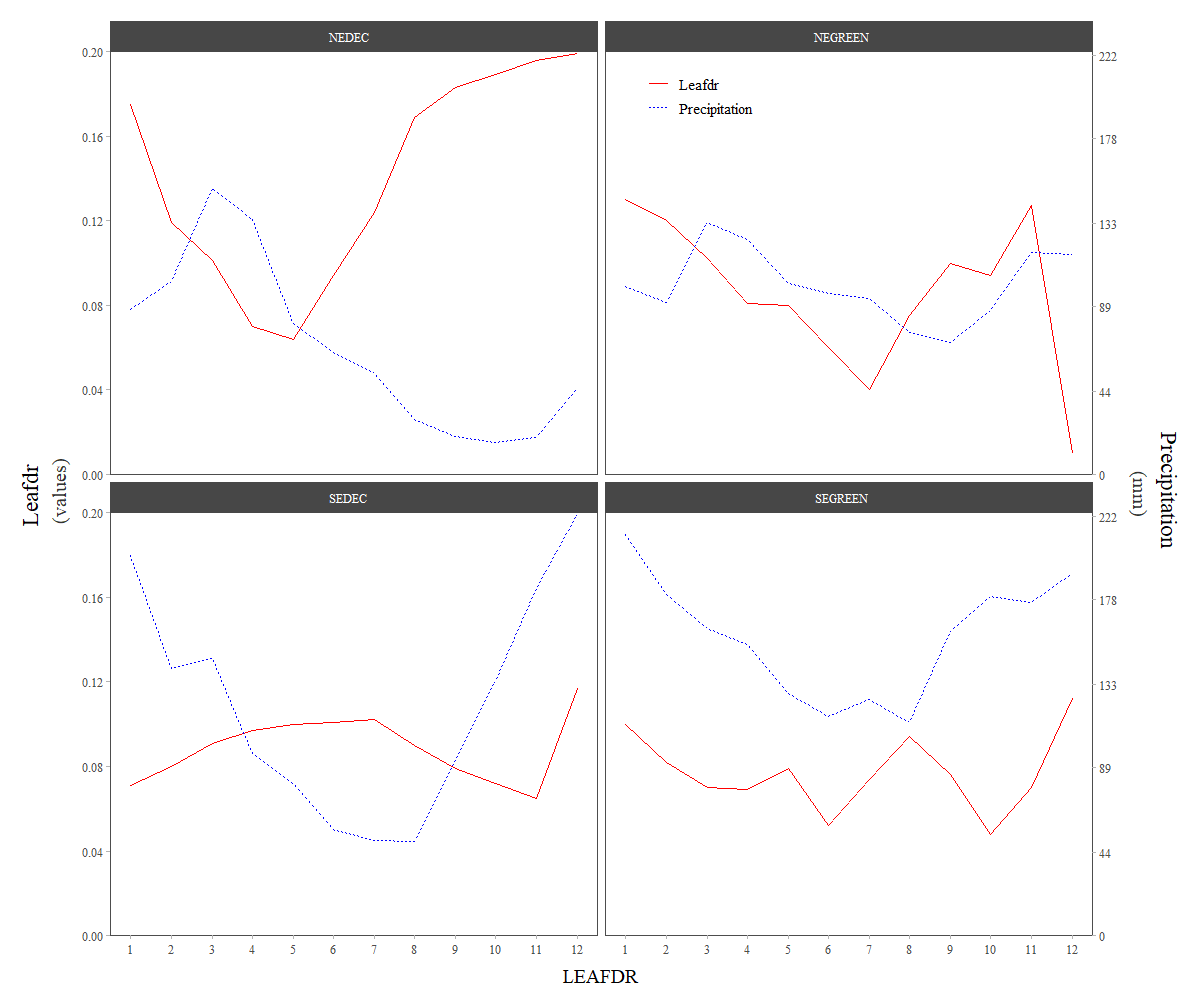 NEDEC
NEGREEN
0.20
0.16
0.12
0.08
0.04
0.00
Leafdr
Precipitation
222
178
133
89
44
0
SEDEC
SEGREEN
0.20
0.16
0.12
0.08
0.04
0.00
222
178
133
89
44
0
1 2 3 4 5 6 7 8 9 10 11 12
1 2 3 4 5 6 7 8 9 10 11 12
LEAFDR
Leafdr
(values)
Precipitation
(mm)